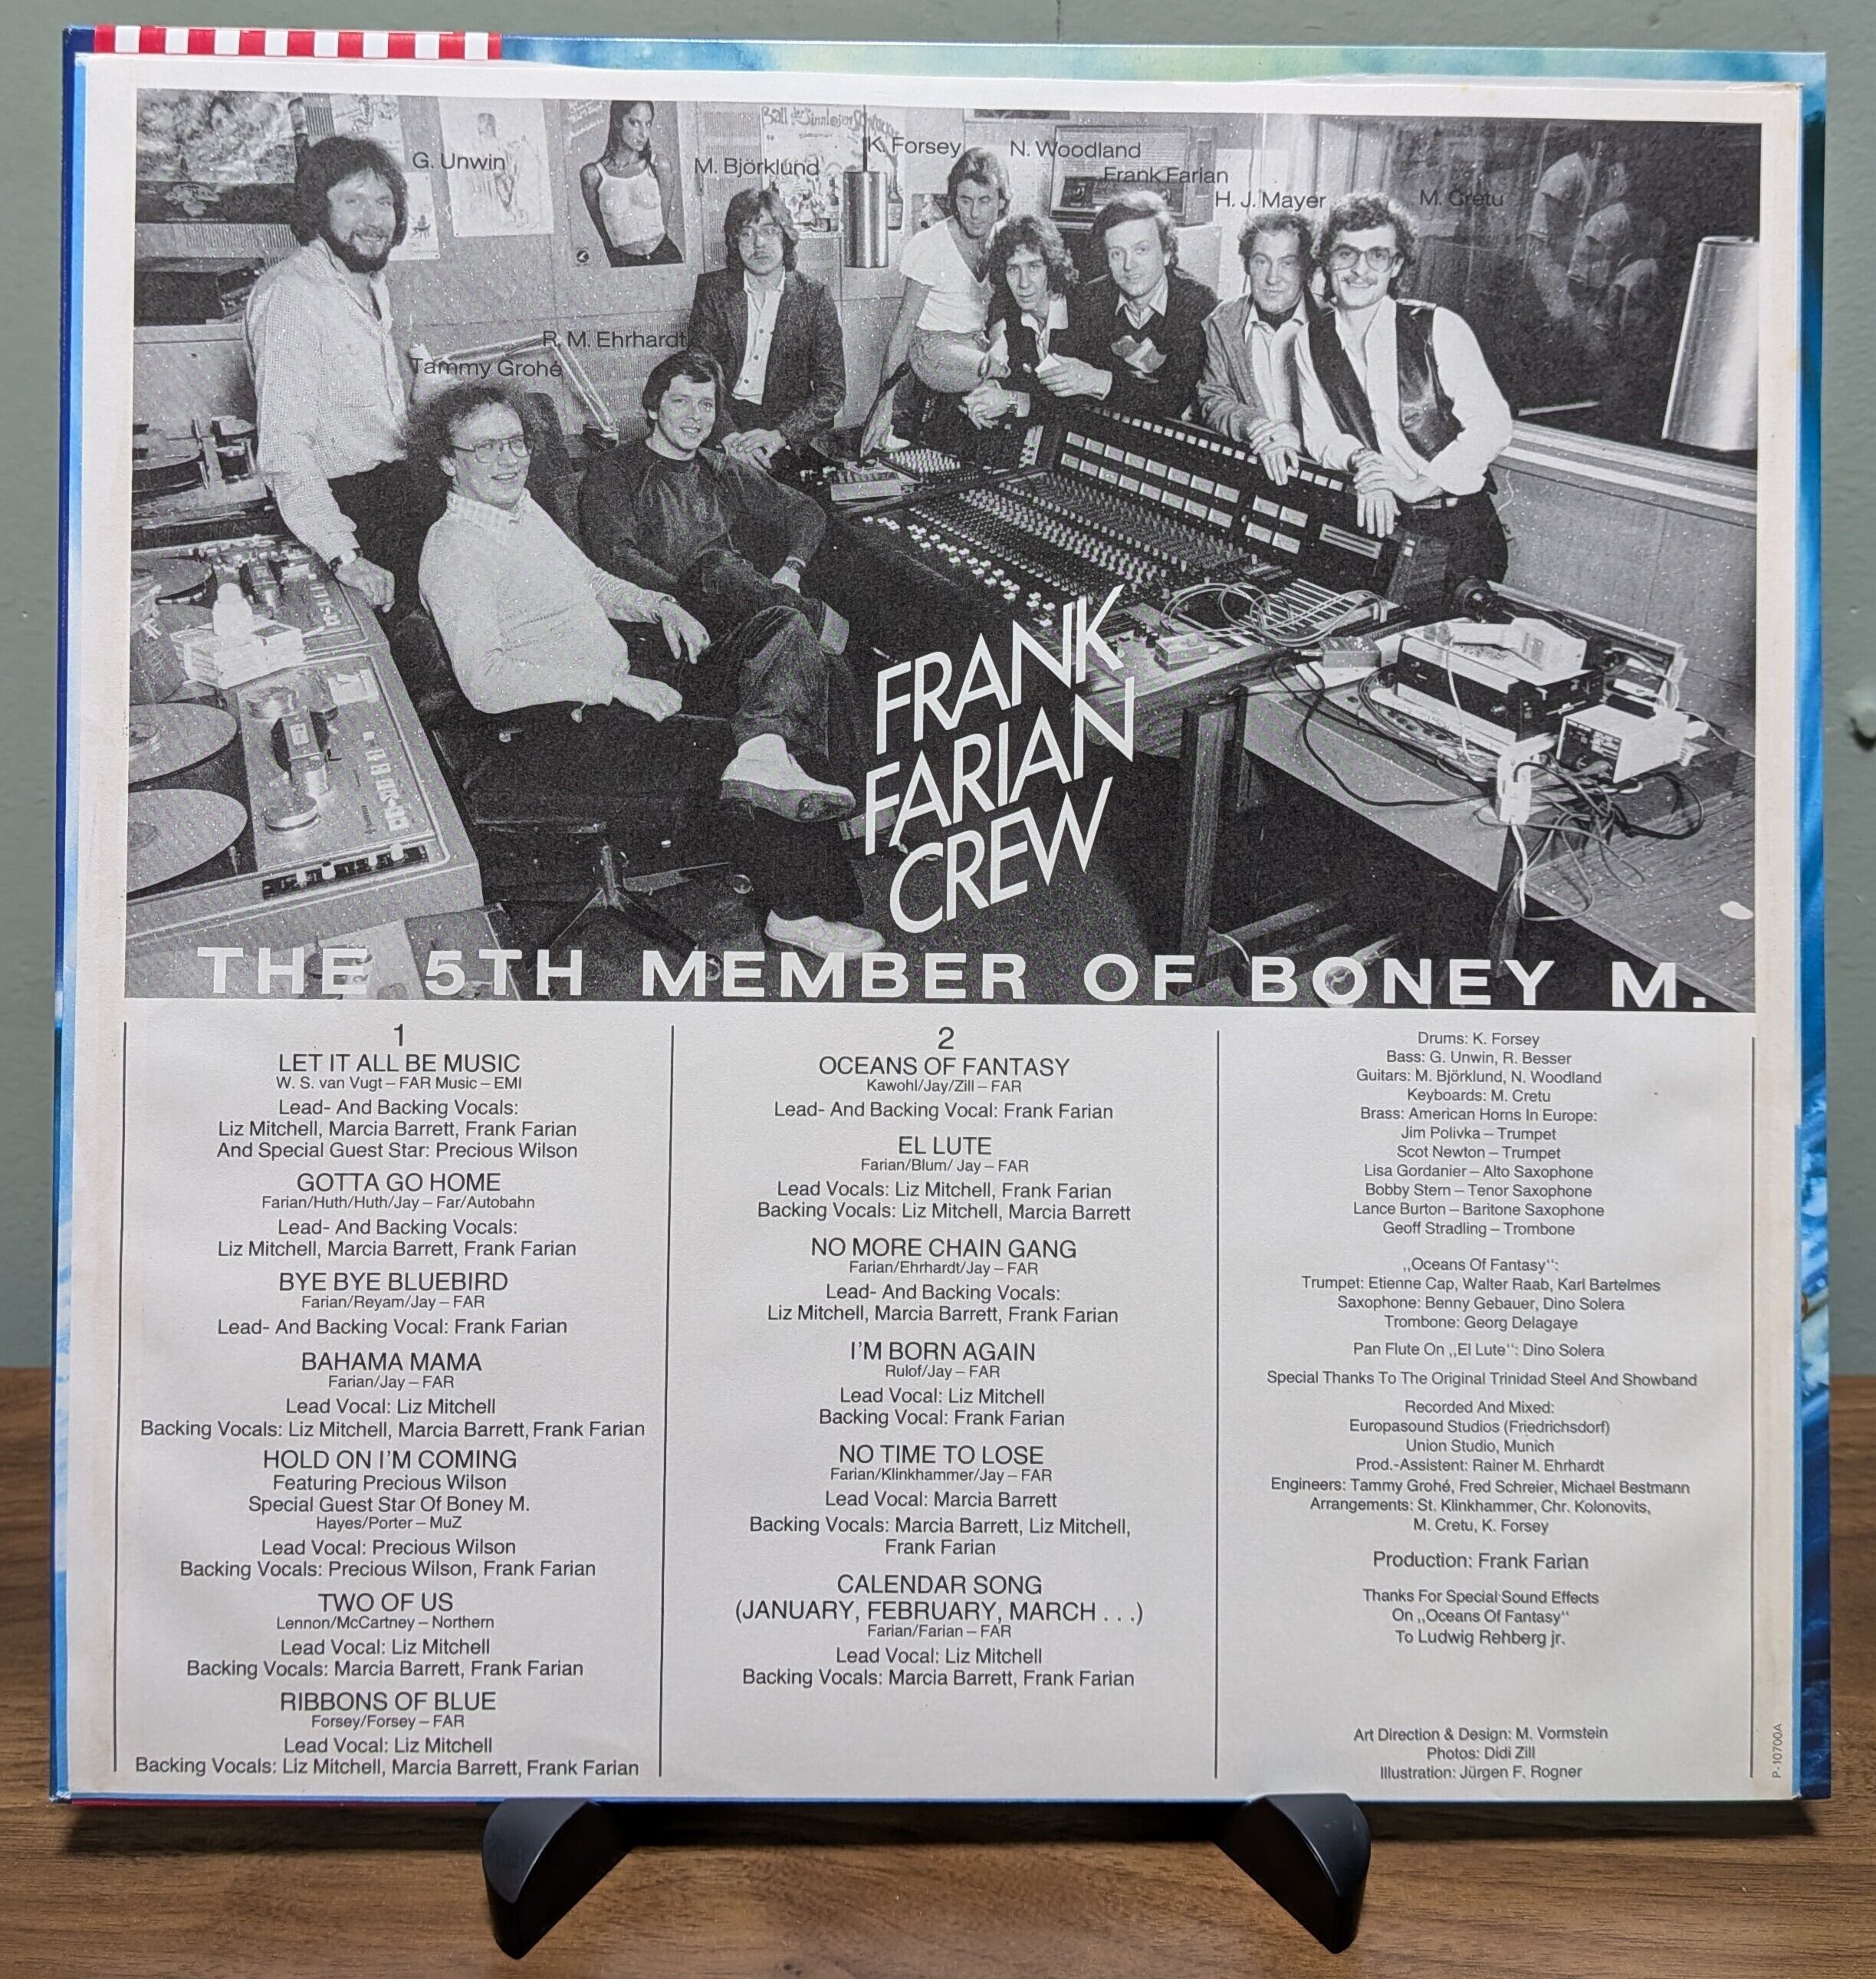 Ball der Sinnlosen
G. Unwin
M. Björklund
K. Forsey
N. Woodland
Frank Farian
H. J. Mayer
M. Cretu
R. M. Ehrhardt
Tammy Grohé
FRANK
FARIAN
CREW
THE 5TH MEMBER OF BONEY M.
1
LET IT ALL BE MUSIC
W. S. van Vugt – FAR Music – EMI
Lead- And Backing Vocals:
Liz Mitchell, Marcia Barrett, Frank Farian
And Special Guest Star: Precious Wilson
GOTTA GO HOME
Farian/Huth/Huth/Jay – Far/Autobahn
Lead- And Backing Vocals:
Liz Mitchell, Marcia Barrett, Frank Farian
BYE BYE BLUEBIRD
Farian/Reyam/Jay – FAR
Lead- And Backing Vocal: Frank Farian
BAHAMA MAMA
Farian/Jay – FAR
Lead Vocal: Liz Mitchell
Backing Vocals: Liz Mitchell, Marcia Barrett, Frank Farian
HOLD ON I'M COMING
Featuring Precious Wilson
Special Guest Star Of Boney M.
Hayes/Porter – MuZ
Lead Vocal: Precious Wilson
Backing Vocals: Precious Wilson, Frank Farian
TWO OF US
Lennon/McCartney – Northern
Lead Vocal: Liz Mitchell
Backing Vocals: Marcia Barrett, Frank Farian
RIBBONS OF BLUE
Forsey/Forsey – FAR
Lead Vocal: Liz Mitchell
Backing Vocals: Liz Mitchell, Marcia Barrett, Frank Farian
2
OCEANS OF FANTASY
Kawohl/Jay/Zill – FAR
Lead- And Backing Vocal: Frank Farian
EL LUTE
Farian/Blum/ Jay – FAR
Lead Vocals: Liz Mitchell, Frank Farian
Backing Vocals: Liz Mitchell, Marcia Barrett
NO MORE CHAIN GANG
Farian/Ehrhardt/Jay – FAR
Lead- And Backing Vocals:
Liz Mitchell, Marcia Barrett, Frank Farian
I'M BORN AGAIN
Rulof/Jay – FAR
Lead Vocal: Liz Mitchell
Backing Vocal: Frank Farian
NO TIME TO LOSE
Farian/Klinkhammer/Jay – FAR
Lead Vocal: Marcia Barrett
Backing Vocals: Marcia Barrett, Liz Mitchell,
Frank Farian
CALENDAR SONG
(JANUARY, FEBRUARY, MARCH . . .)
Farian/Farian – FAR
Lead Vocal: Liz Mitchell
Backing Vocals: Marcia Barrett, Frank Farian
Drums: K. Forsey
Bass: G. Unwin, R. Besser
Guitars: M. Björklund, N. Woodland
Keyboards: M. Cretu
Brass: American Horns In Europe:
Jim Polivka – Trumpet
Scot Newton – Trumpet
Lisa Gordanier – Alto Saxophone
Bobby Stern – Tenor Saxophone
Lance Burton – Baritone Saxophone
Geoff Stradling – Trombone
„Oceans Of Fantasy“:
Trumpet: Etienne Cap, Walter Raab, Karl Bartelmes
Saxophone: Benny Gebauer, Dino Solera
Trombone: Georg Delagaye
Pan Flute On „El Lute“: Dino Solera
Special Thanks To The Original Trinidad Steel And Showband
Recorded And Mixed:
Europasound Studios (Friedrichsdorf)
Union Studio, Munich
Prod.-Assistent: Rainer M. Ehrhardt
Engineers: Tammy Grohé, Fred Schreier, Michael Bestmann
Arrangements: St. Klinkhammer, Chr. Kolonovits,
M. Cretu, K. Forsey
Production: Frank Farian
Thanks For Special Sound Effects
On „Oceans Of Fantasy“
To Ludwig Rehberg jr.
Art Direction & Design: M. Vormstein
Photos: Didi Zill
Illustration: Jürgen F. Rogner
P-10700A